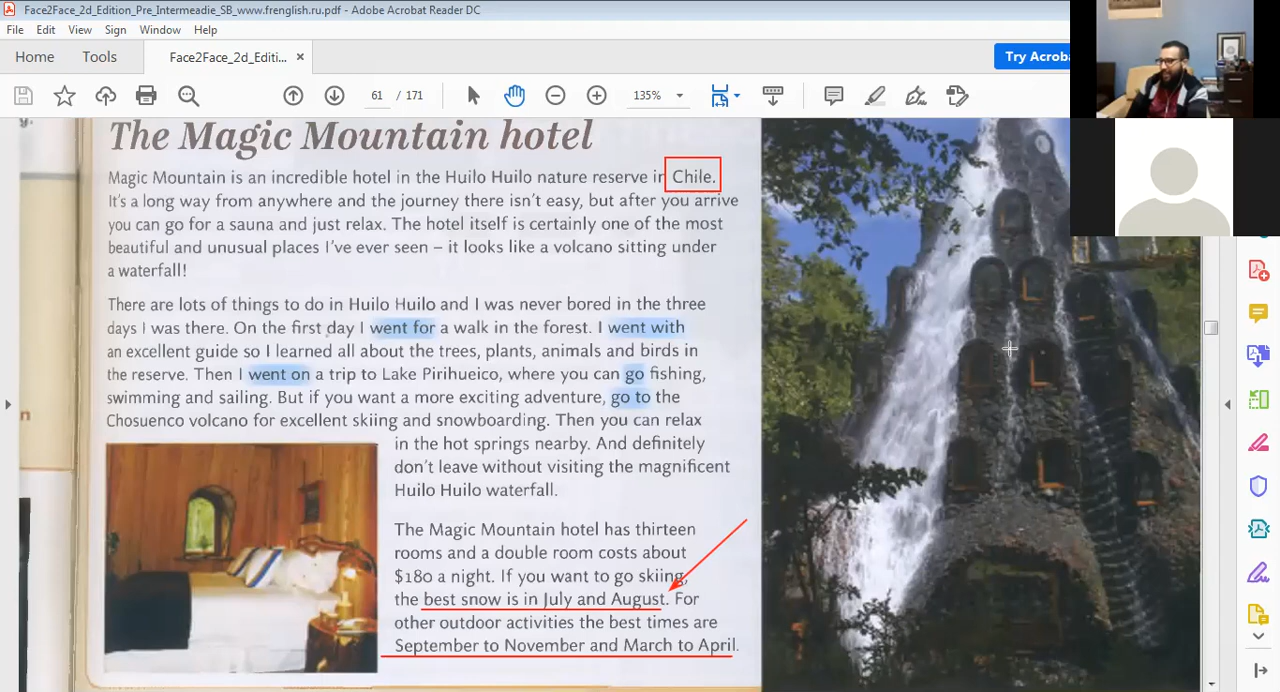 Face2Face_2d_Edition_Pre_Intermeadie_SB_www.frenglish.ru.pdf - Adobe Acrobat Reader DC
File Edit View Sign Window Help
Home Tools Face2Face_2d_Editi... × Try Acroba
61 / 171 135%
The Magic Mountain hotel
Magic Mountain is an incredible hotel in the Huilo Huilo nature reserve in Chile.
It's a long way from anywhere and the journey there isn't easy, but after you arrive
you can go for a sauna and just relax. The hotel itself is certainly one of the most
beautiful and unusual places I've ever seen – it looks like a volcano sitting under
a waterfall!
There are lots of things to do in Huilo Huilo and I was never bored in the three
days I was there. On the first day I went for a walk in the forest. I went with
an excellent guide so I learned all about the trees, plants, animals and birds in
the reserve. Then I went on a trip to Lake Pirihueico, where you can go fishing,
swimming and sailing. But if you want a more exciting adventure, go to the
Chosuenco volcano for excellent skiing and snowboarding. Then you can relax
in the hot springs nearby. And definitely
don't leave without visiting the magnificent
Huilo Huilo waterfall.
The Magic Mountain hotel has thirteen
rooms and a double room costs about
$180 a night. If you want to go skiing,
the best snow is in July and August. For
other outdoor activities the best times are
September to November and March to April.